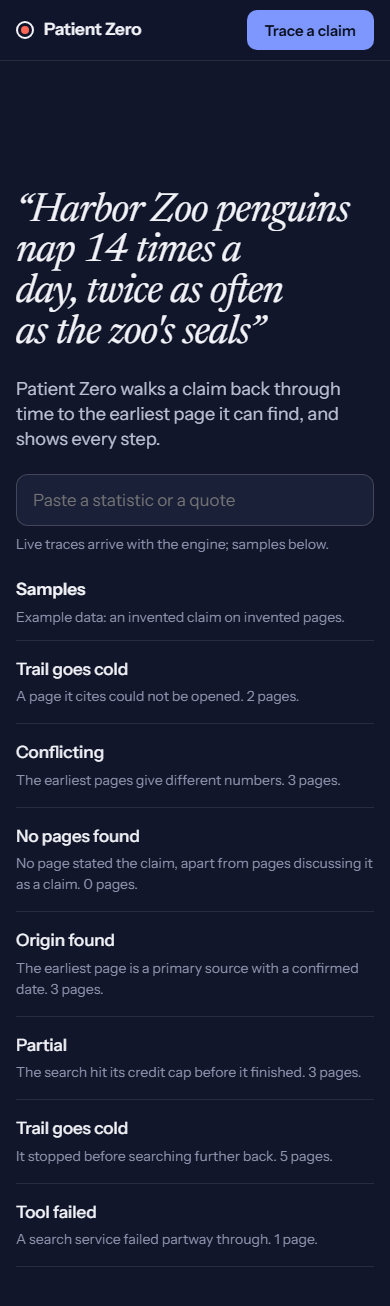 Patient Zero
Trace a claim
“Harbor Zoo penguins
nap 14 times a
day, twice as often
as the zoo's seals”
Patient Zero walks a claim back through
time to the earliest page it can find, and
shows every step.
Paste a statistic or a quote
Live traces arrive with the engine; samples below.
Samples
Example data: an invented claim on invented pages.
Trail goes cold
A page it cites could not be opened. 2 pages.
Conflicting
The earliest pages give different numbers. 3 pages.
No pages found
No page stated the claim, apart from pages discussing it
as a claim. 0 pages.
Origin found
The earliest page is a primary source with a confirmed
date. 3 pages.
Partial
The search hit its credit cap before it finished. 3 pages.
Trail goes cold
It stopped before searching further back. 5 pages.
Tool failed
A search service failed partway through. 1 page.